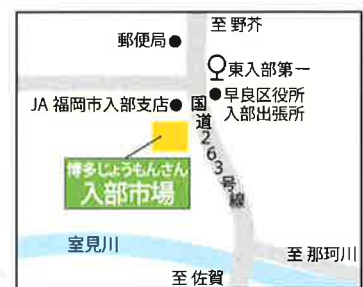 至 野芥
郵便局
東入部第一
早良区役所
入部出張所
JA 福岡市入部支店
国道263号線
博多じょうもんさん
入部市場
室見川
至 那珂川
至 佐賀